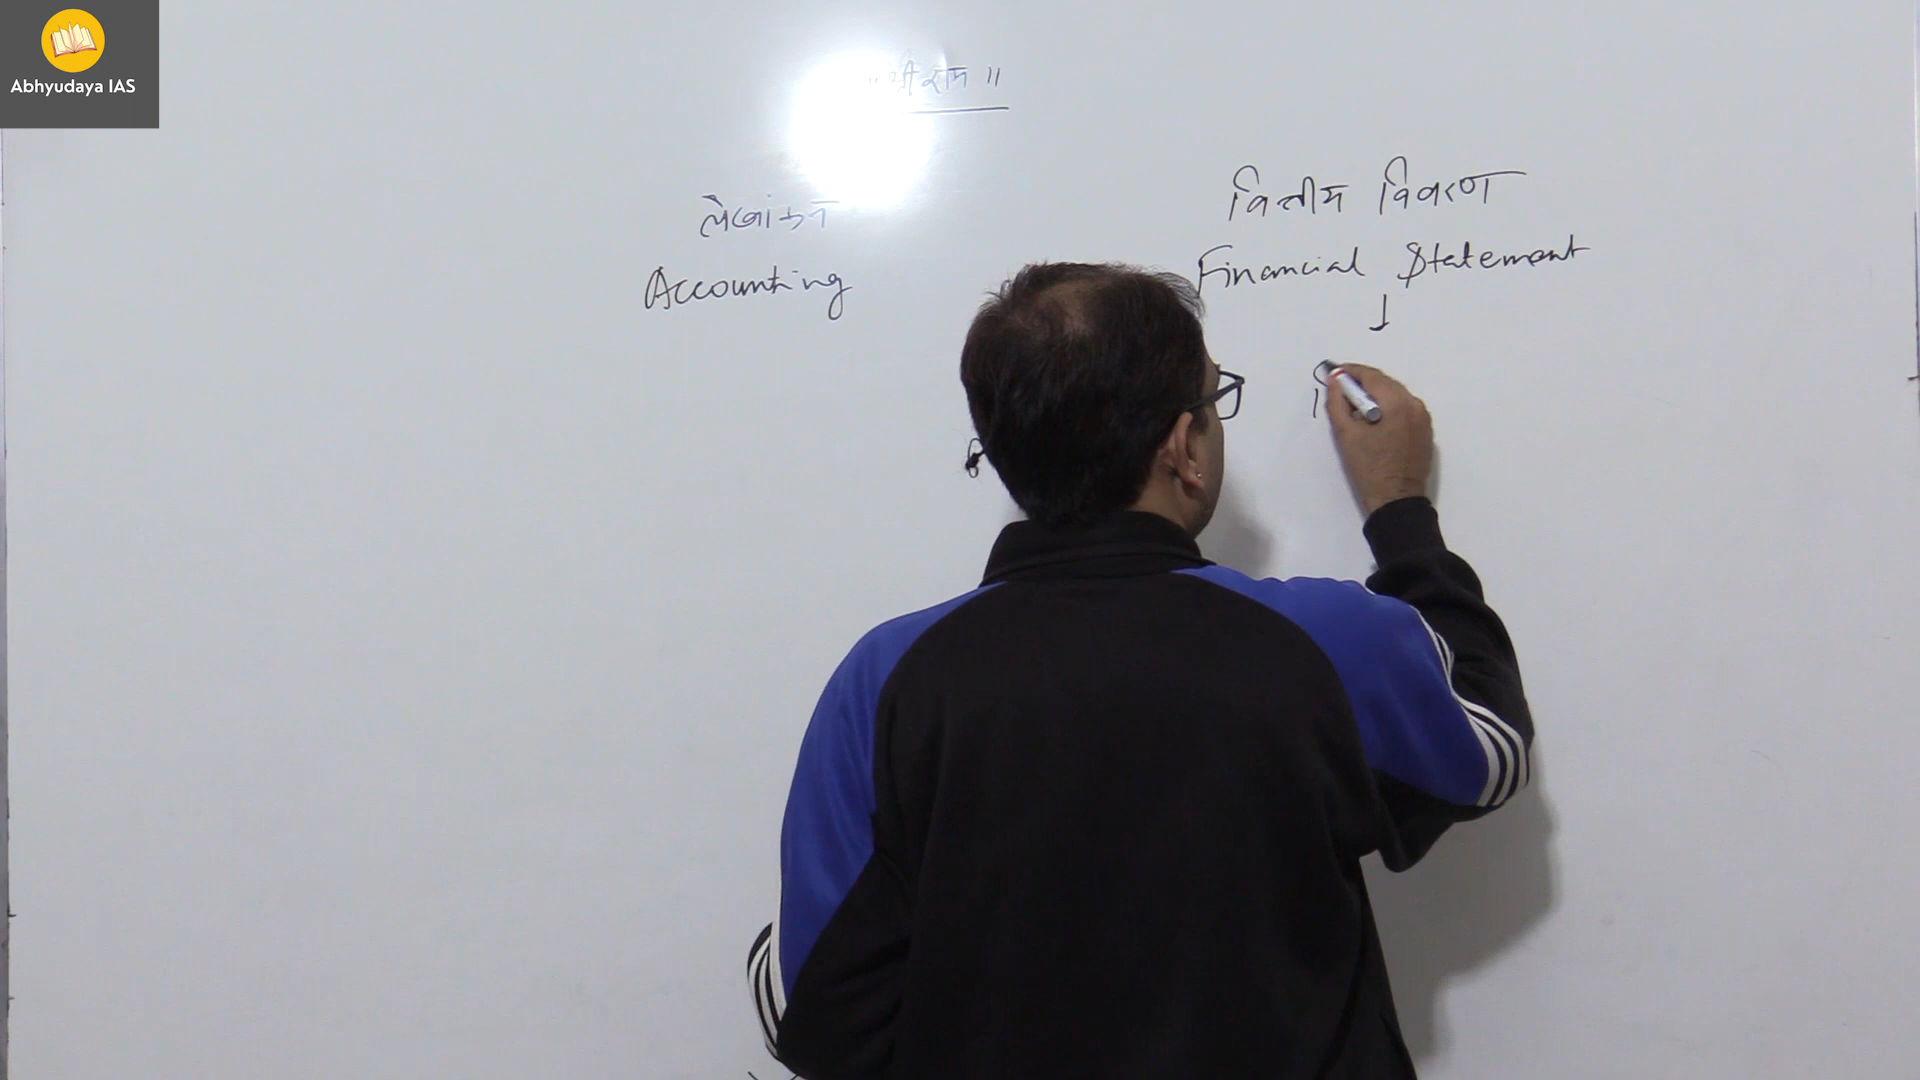 Abhyudaya IAS
राम ॥
लेखांकन
Accounting
वित्तीय विवरण
Financial Statement